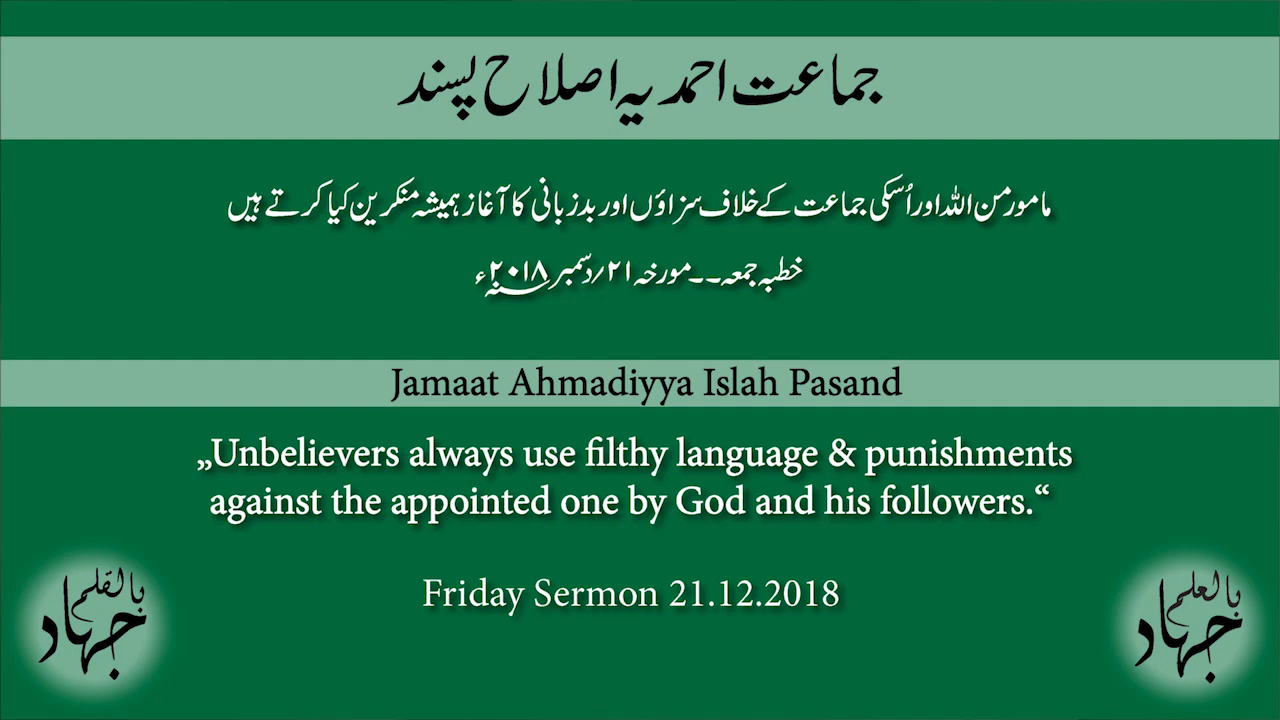 جماعت احمدیہ اصلاح پسند
مامور من اللہ اور اُسکی جماعت کے خلاف سزاؤں اور بدزبانی کا آغاز ہمیشہ منکرین کیا کرتے ہیں
خطبہ جمعہ۔۔مورخہ ۲۱/دسمبر ۲۰۱۸؁ء
Jamaat Ahmadiyya Islah Pasand
„Unbelievers always use filthy language & punishments
against the appointed one by God and his followers.“
Friday Sermon 21.12.2018
جہاد بالقلم
جہاد بالعلم